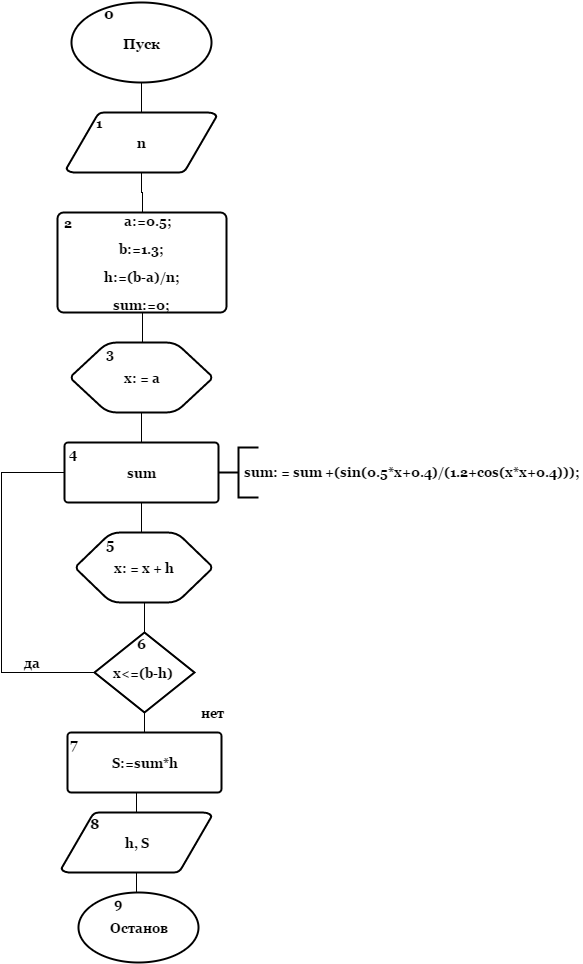 0
Пуск
1
n
2
a:=0.5;
b:=1.3;
h:=(b-a)/n;
sum:=0;
3
x: = a
4
sum
sum: = sum +(sin(0.5*x+0.4)/(1.2+cos(x*x+0.4)));
5
x: = x + h
6
x<=(b-h)
да
нет
7
S:=sum*h
8
h, S
9
Останов